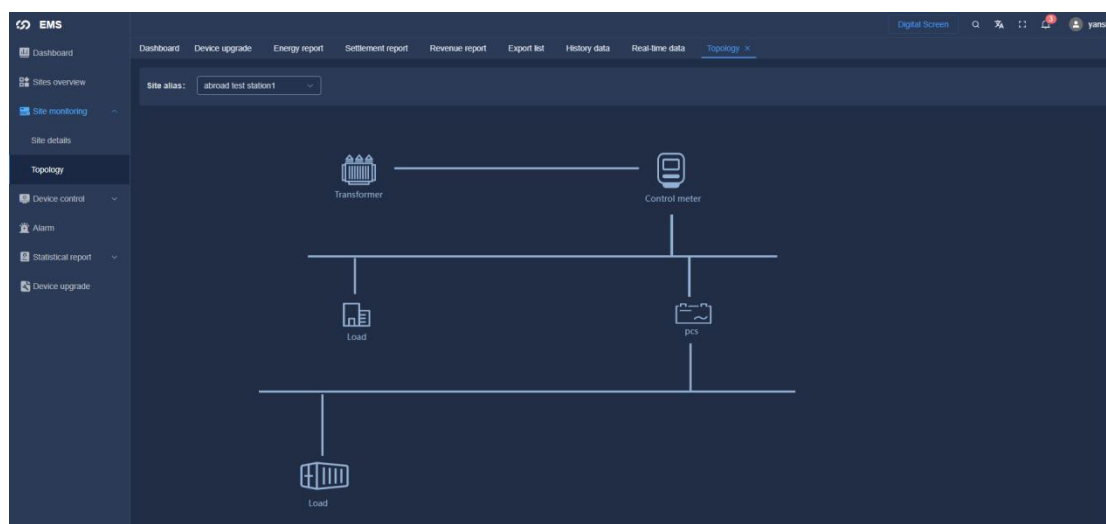 EMS
Digital Screen
3
yans
Dashboard
Device upgrade
Energy report
Settlement report
Revenue report
Export list
History data
Real-time data
Topology ×
Dashboard
Sites overview
Site monitoring
Site details
Topology
Device control
Alarm
Statistical report
Device upgrade
Site alias:
abroad test station1
Transformer
Control meter
Load
pcs
Load